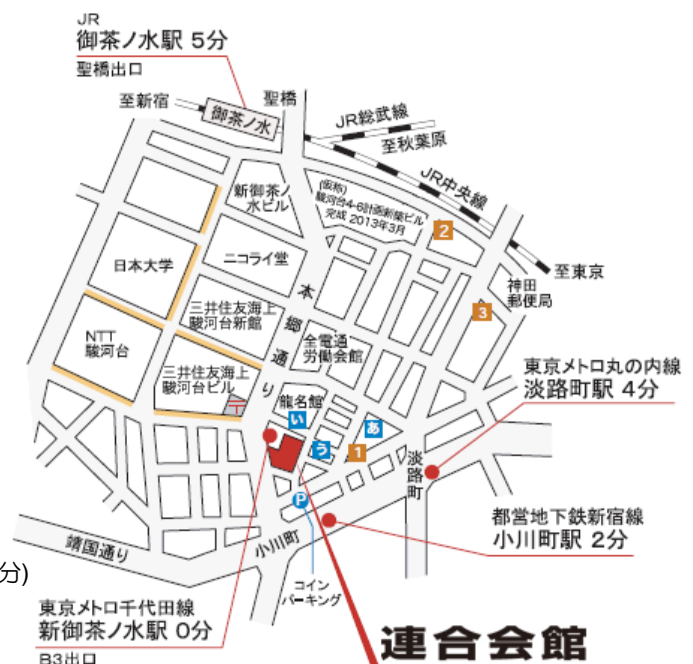 JR
御茶ノ水駅 5分
聖橋出口
至新宿
聖橋
御茶ノ水
JR総武線
至秋葉原
JR中央線
新御茶ノ
水ビル
(仮称)
駿河台4-6計画新築ビル
完成 2013年3月
2
日本大学
ニコライ堂
至東京
神田
郵便局
3
本郷通り
三井住友海上
駿河台新館
NTT
駿河台
全電通
労働会館
三井住友海上
駿河台ビル
〒
龍名館
い
あ
う
1
東京メトロ丸の内線
淡路町駅 4分
淡路町
P
都営地下鉄新宿線
小川町駅 2分
靖国通り
小川町
分)
コイン
パーキング
東京メトロ千代田線
新御茶ノ水駅 0分
B3出口
連合会館